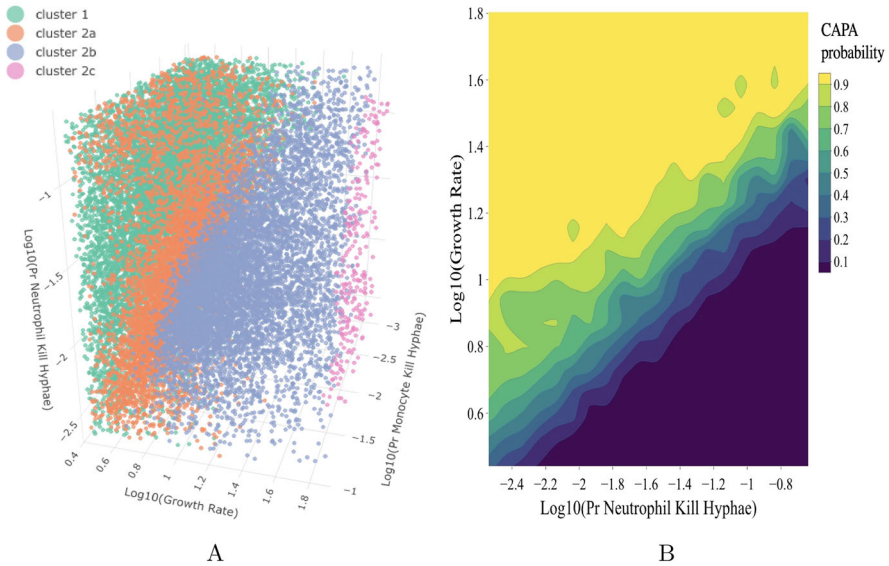 cluster 1
cluster 2a
cluster 2b
cluster 2c
−1
−1.5
−2
−2.5
Log10(Pr Neutrophil Kill Hyphae)
0.4
0.6
0.8
1
1.2
1.4
1.6
1.8
Log10(Growth Rate)
−3
−2.5
−2
−1.5
−1
Log10(Pr Monocyte Kill Hyphae)
A
1.8
1.6
1.4
1.2
1
0.8
0.6
Log10(Growth Rate)
−2.4 −2.2 −2 −1.8 −1.6 −1.4 −1.2 −1 −0.8
Log10(Pr Neutrophil Kill Hyphae)
CAPA
probability
0.9
0.8
0.7
0.6
0.5
0.4
0.3
0.2
0.1
B